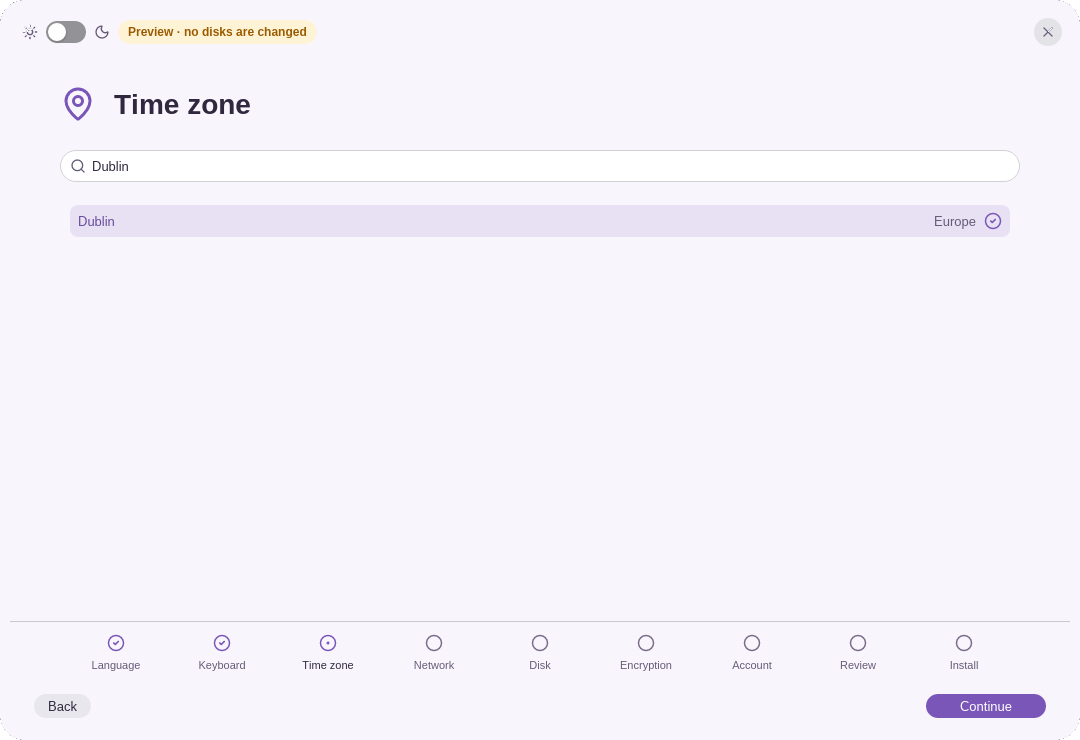 Preview · no disks are changed
Time zone
Dublin
Dublin Europe
Language Keyboard Time zone Network Disk Encryption Account Review Install
Back Continue